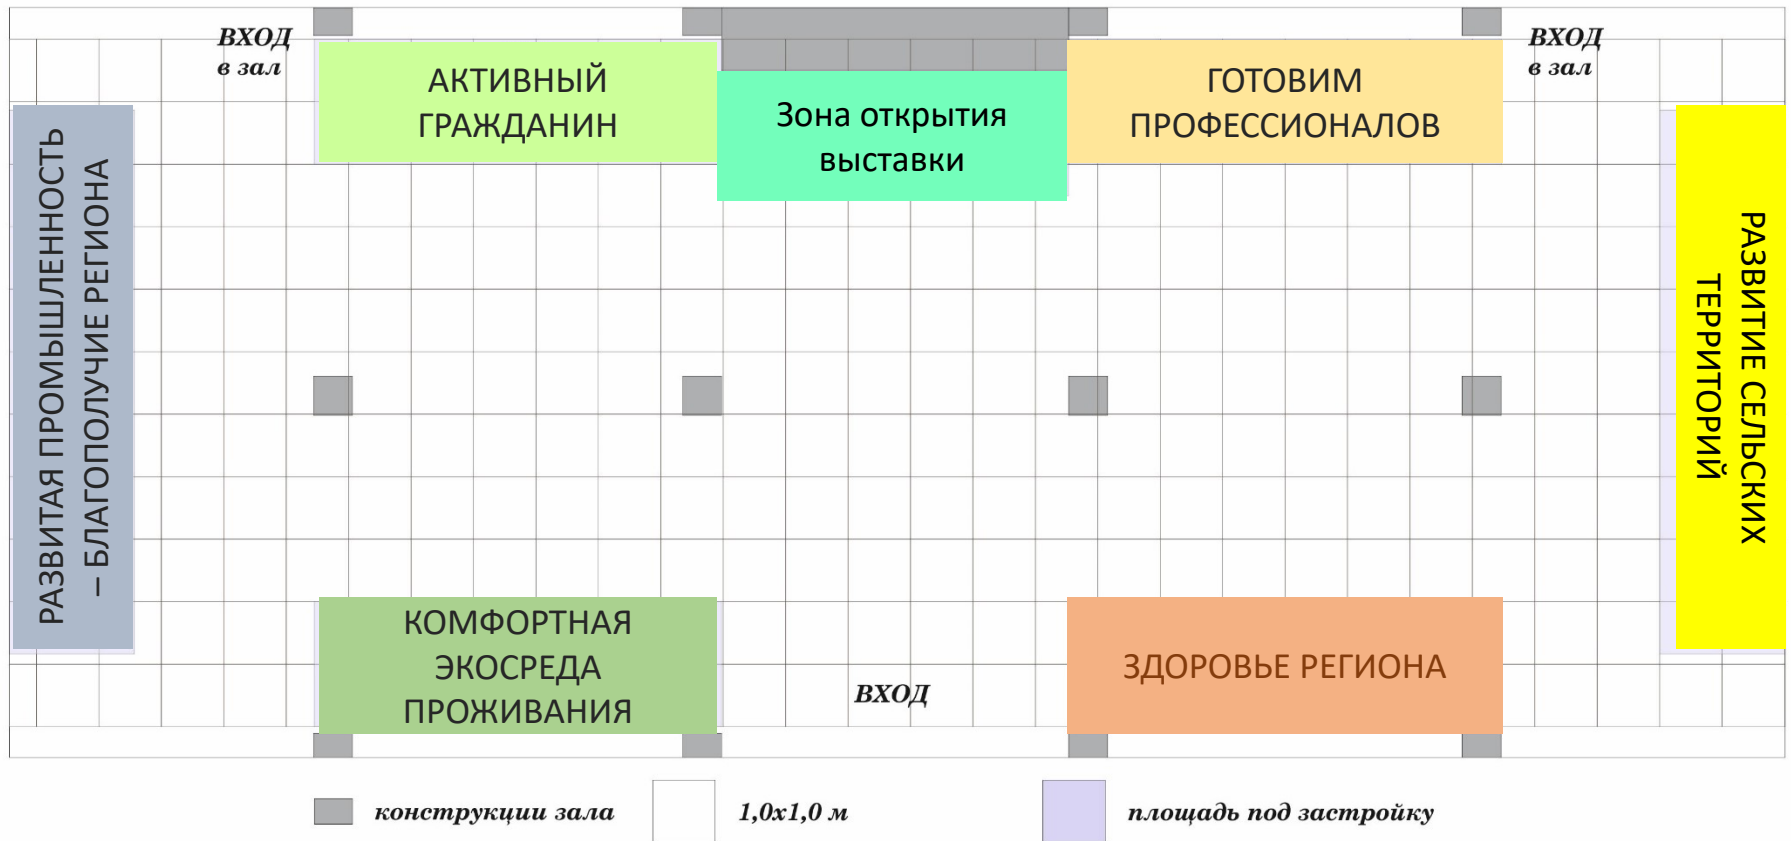 ВХОД
в зал
ВХОД
в зал
АКТИВНЫЙ
ГРАЖДАНИН
Зона открытия
выставки
ГОТОВИМ
ПРОФЕССИОНАЛОВ
РАЗВИТАЯ ПРОМЫШЛЕННОСТЬ
– БЛАГОПОЛУЧИЕ РЕГИОНА
РАЗВИТИЕ СЕЛЬСКИХ
ТЕРРИТОРИЙ
КОМФОРТНАЯ
ЭКОСРЕДА
ПРОЖИВАНИЯ
ВХОД
ЗДОРОВЬЕ РЕГИОНА
конструкции зала
1,0х1,0 м
площадь под застройку